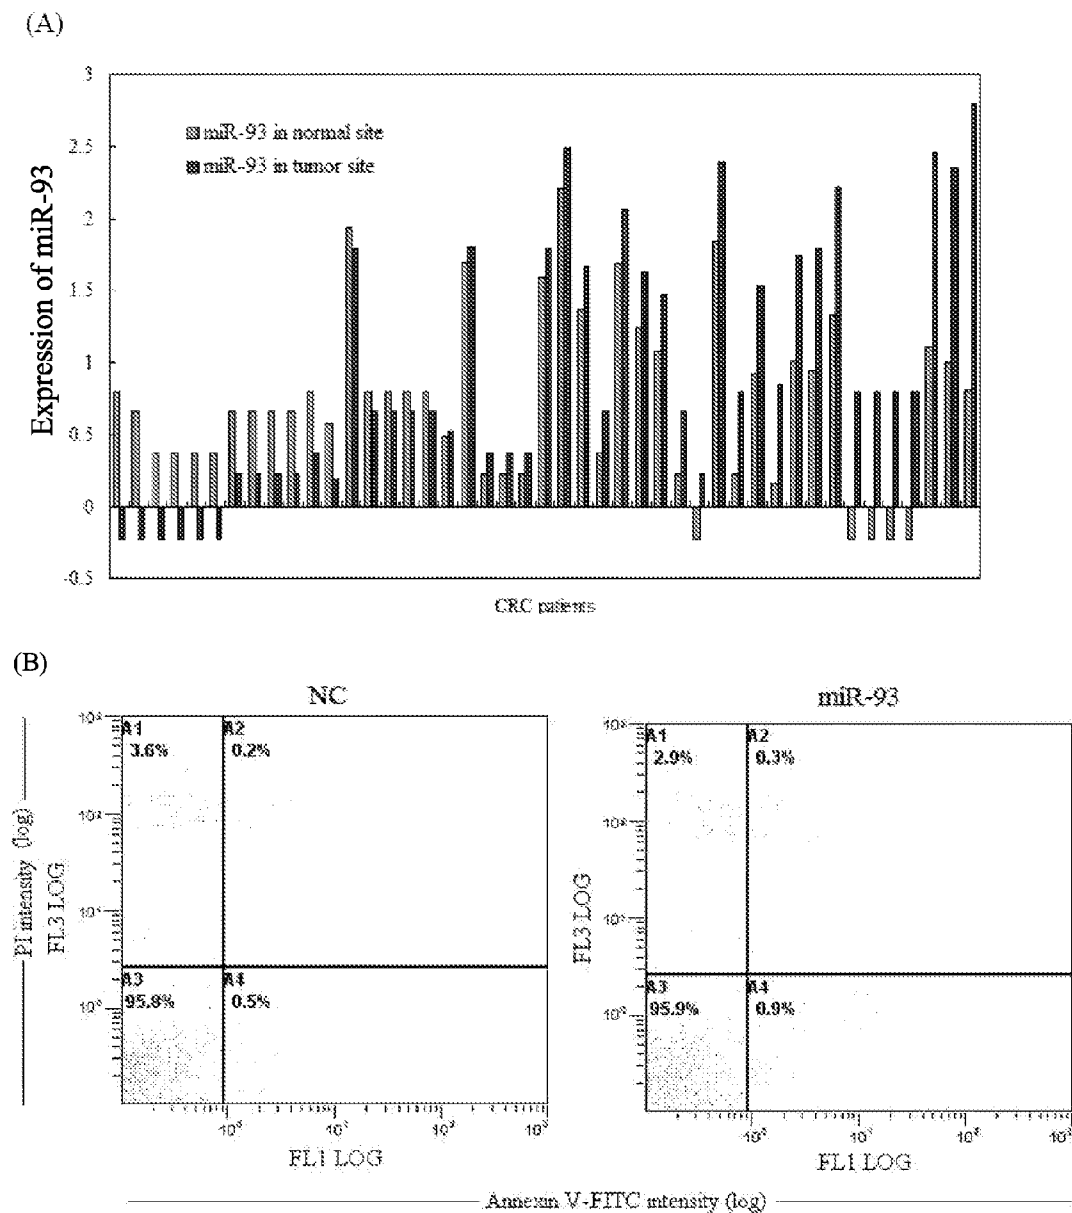 (A)
3
2.5
2
1.5
1
0.5
0
-0.5
Expression of miR-93
miR-93 in normal site
miR-93 in tumor site
CRC patients
(B)
NC
miR-93
PI intensity (log)
FL3 LOG
A1
3.6%
A2
0.2%
A3
95.8%
A4
0.5%
FL1 LOG
FL3 LOG
A1
2.9%
A2
0.3%
A3
95.9%
A4
0.9%
FL1 LOG
Annexin V-FITC intensity (log)